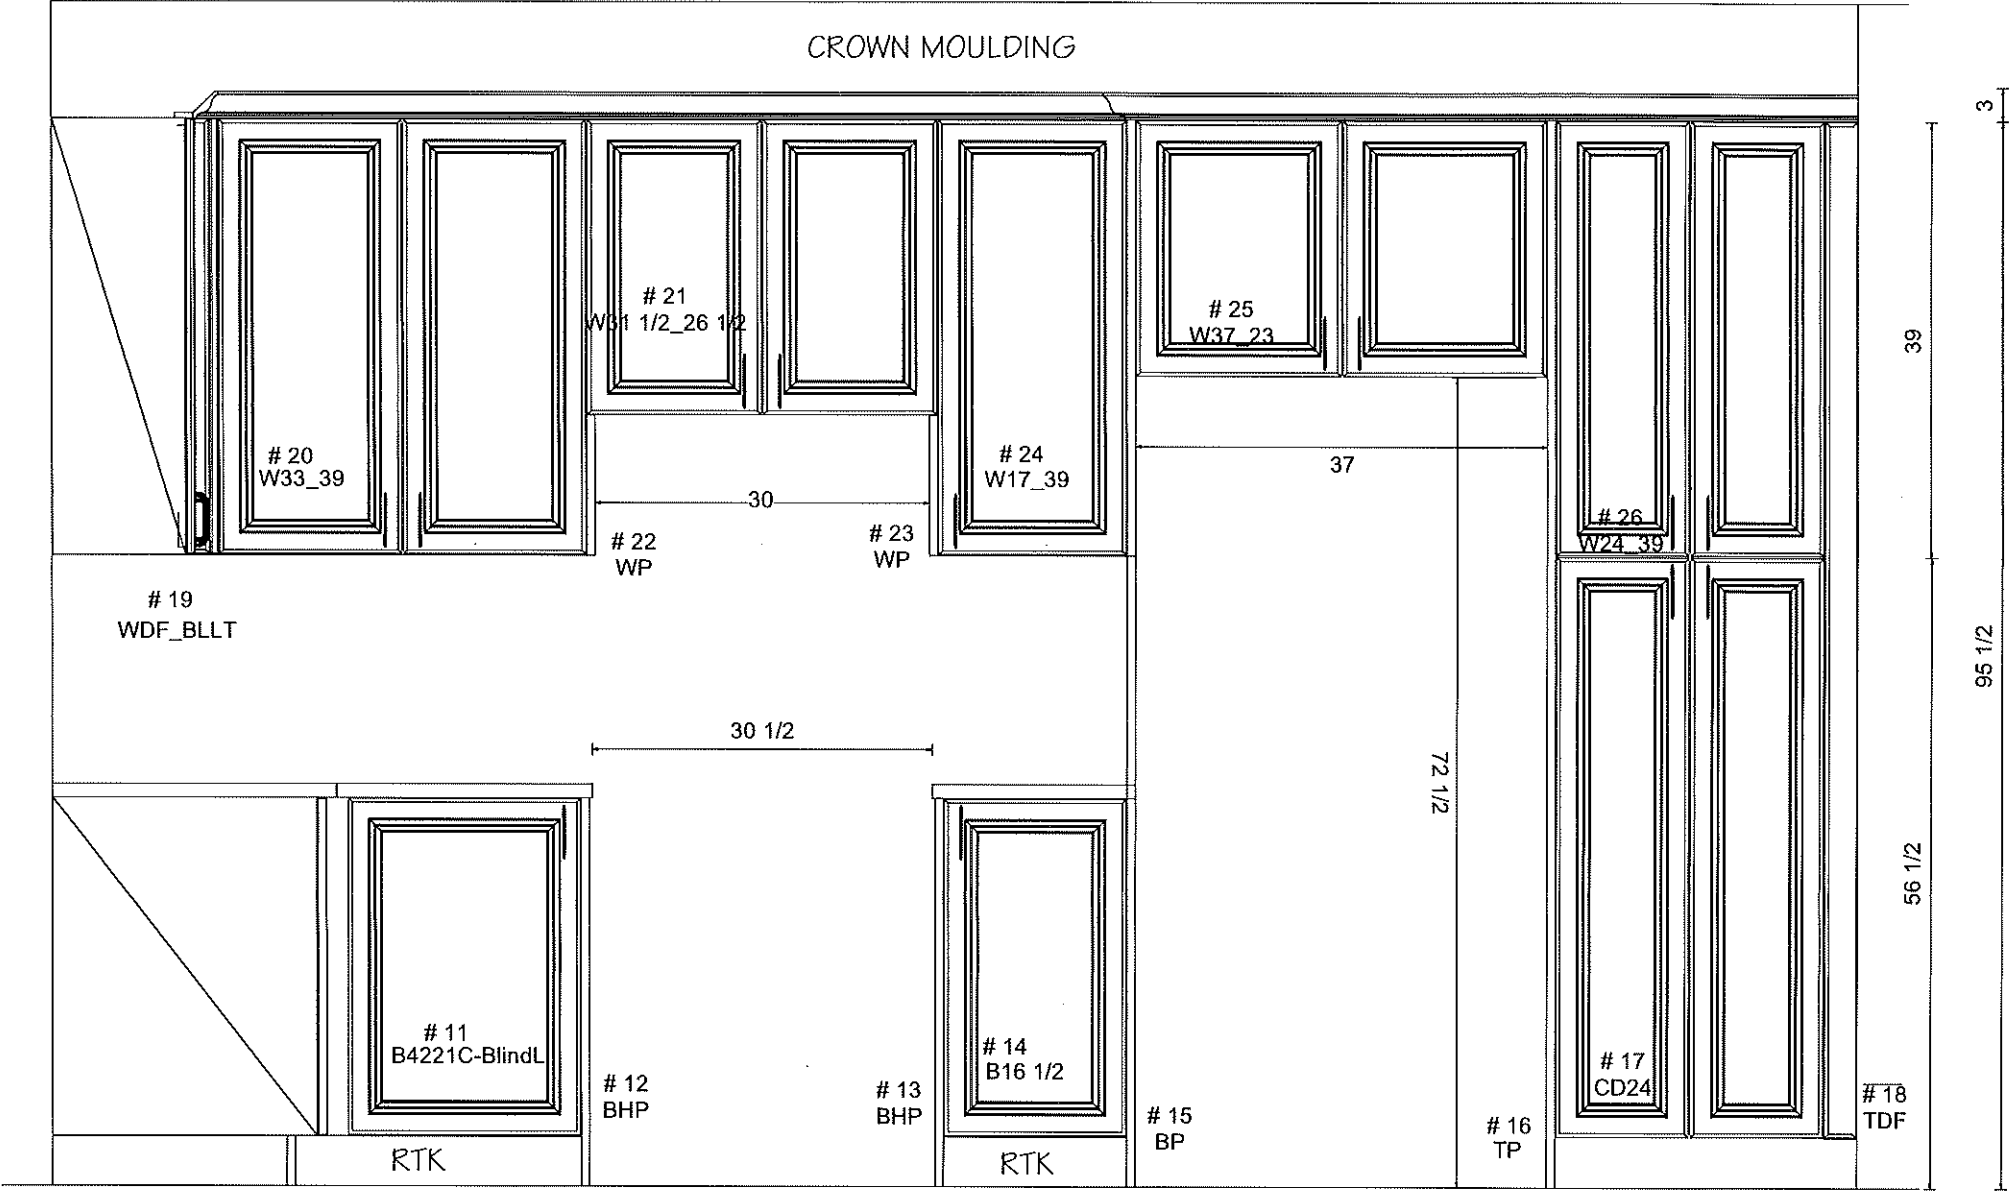 CROWN MOULDING
3
# 21
W31 1/2_26 1/2
# 25
W37_23
39
# 20
W33_39
# 24
W17_39
37
30
# 22
WP
# 23
WP
# 26
W24_39
# 19
WDF_BLLT
95 1/2
30 1/2
72 1/2
56 1/2
# 11
B4221C-BlindL
# 14
B16 1/2
# 17
CD24
# 12
BHP
# 13
BHP
# 15
BP
# 16
TP
# 18
TDF
RTK
RTK